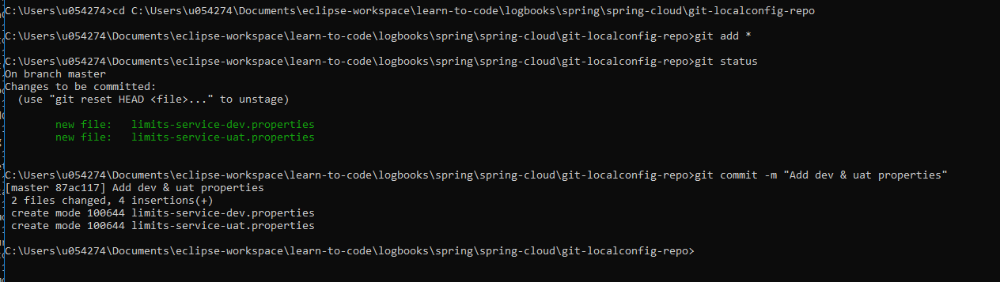 C:\Users\u054274>cd C:\Users\u054274\Documents\eclipse-workspace\learn-to-code\logbooks\spring\spring-cloud\git-localconfig-repo
C:\Users\u054274\Documents\eclipse-workspace\learn-to-code\logbooks\spring\spring-cloud\git-localconfig-repo>git add *
C:\Users\u054274\Documents\eclipse-workspace\learn-to-code\logbooks\spring\spring-cloud\git-localconfig-repo>git status
On branch master
Changes to be committed:
  (use "git reset HEAD <file>..." to unstage)
        new file:   limits-service-dev.properties
        new file:   limits-service-uat.properties
C:\Users\u054274\Documents\eclipse-workspace\learn-to-code\logbooks\spring\spring-cloud\git-localconfig-repo>git commit -m "Add dev & uat properties"
[master 87ac117] Add dev & uat properties
 2 files changed, 4 insertions(+)
 create mode 100644 limits-service-dev.properties
 create mode 100644 limits-service-uat.properties
C:\Users\u054274\Documents\eclipse-workspace\learn-to-code\logbooks\spring\spring-cloud\git-localconfig-repo>